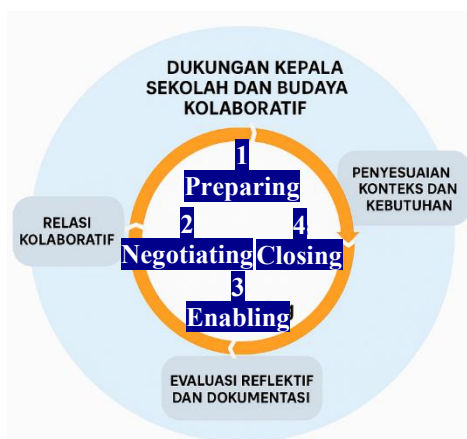 DUKUNGAN KEPALA
SEKOLAH DAN BUDAYA
KOLABORATIF
1
Preparing
PENYESUAIAN
KONTEKS DAN
KEBUTUHAN
RELASI
KOLABORATIF
2
Negotiating
4
Closing
3
Enabling
EVALUASI REFLEKTIF
DAN DOKUMENTASI